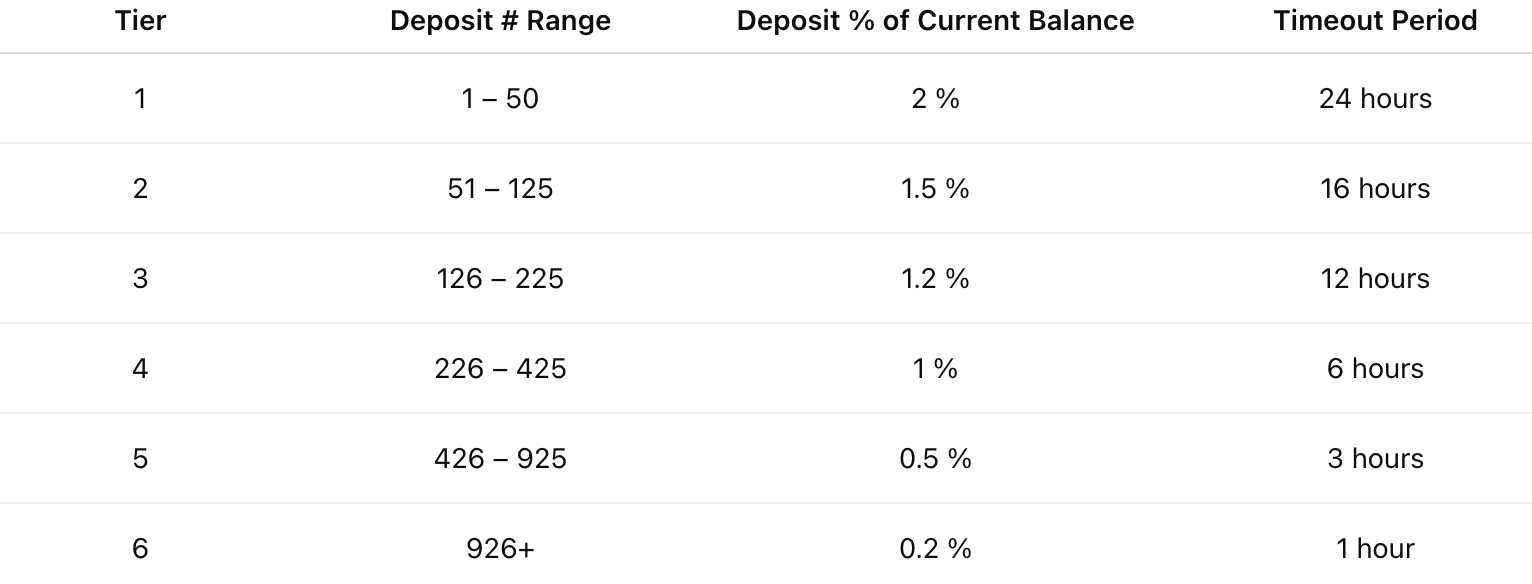 Tier Deposit # Range Deposit % of Current Balance Timeout Period
1 1 – 50 2 % 24 hours
2 51 – 125 1.5 % 16 hours
3 126 – 225 1.2 % 12 hours
4 226 – 425 1 % 6 hours
5 426 – 925 0.5 % 3 hours
6 926+ 0.2 % 1 hour